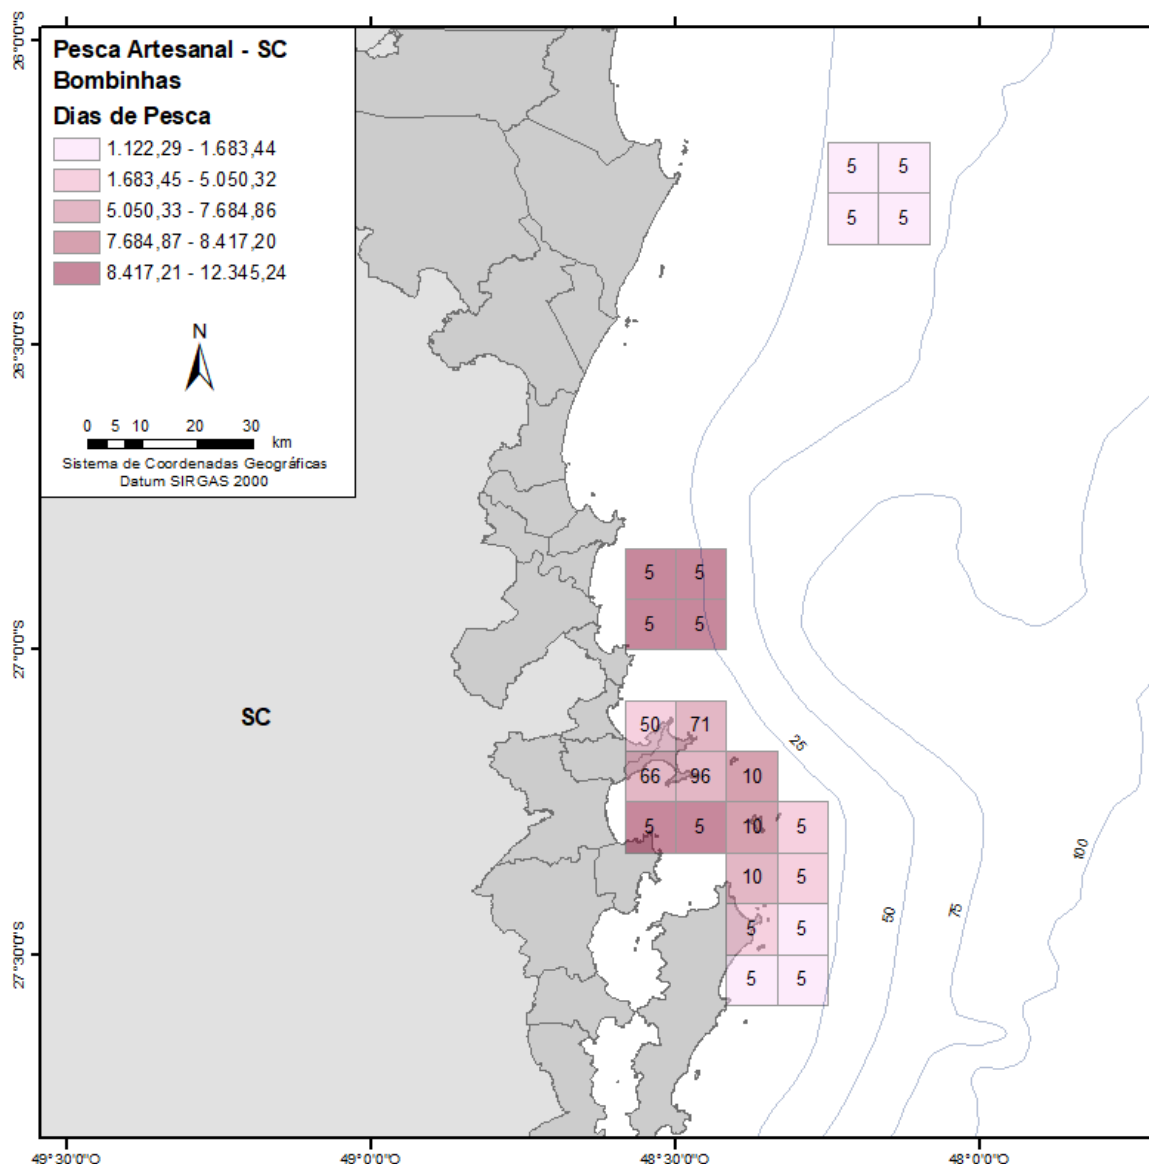 Pesca Artesanal - SC
Bombinhas
Dias de Pesca
1.122,29 - 1.683,44
1.683,45 - 5.050,32
5.050,33 - 7.684,86
7.684,87 - 8.417,20
8.417,21 - 12.345,24
N
0 5 10 20 30
km
Sistema de Coordenadas Geográficas
Datum SIRGAS 2000
26°0'0"S
26°30'0"S
27°0'0"S
27°30'0"S
5 5
5 5
5 5
5 5
SC
50 71
25
66 96 10
5 5 10 5
100
10 5
50
75
5 5
5 5
49°30'0"O
49°0'0"O
48°30'0"O
48°0'0"O